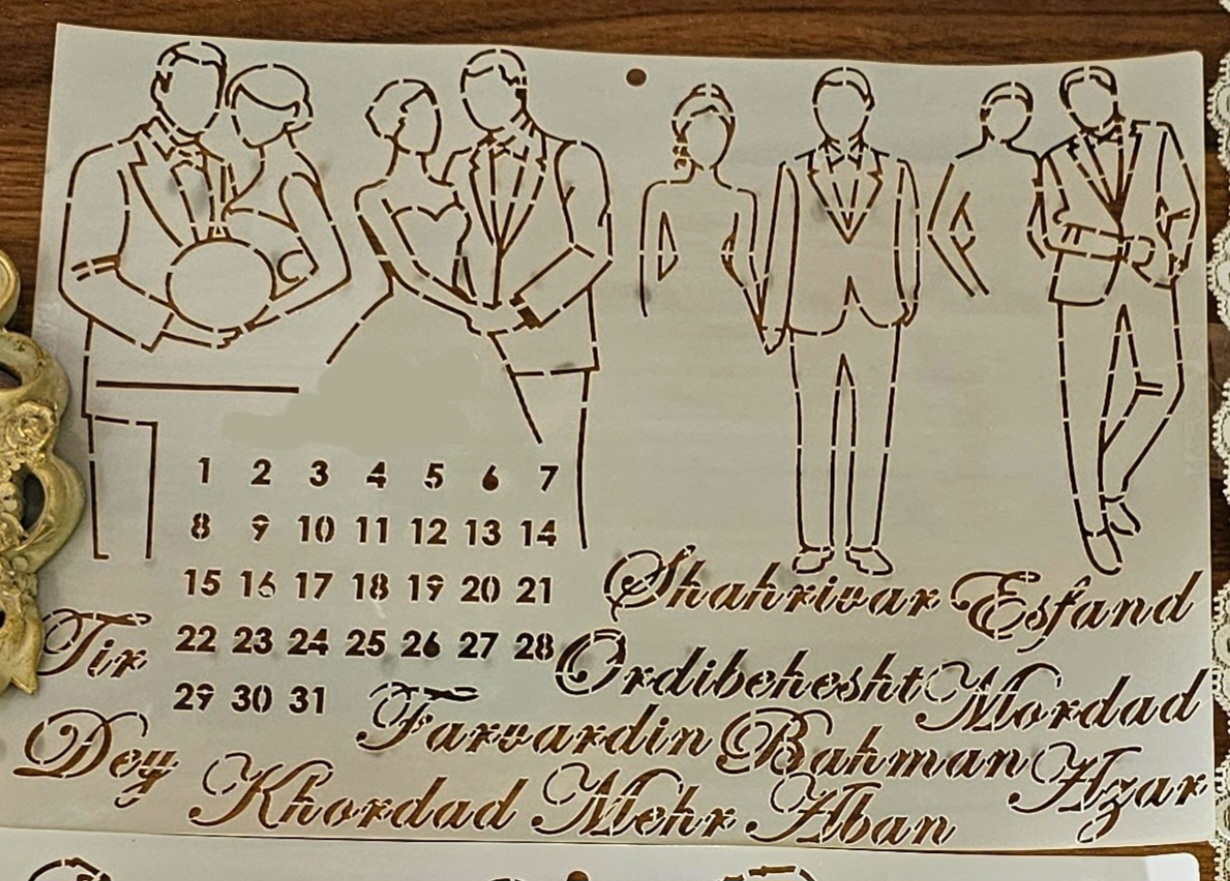 1 2 3 4 5 6 7
8 9 10 11 12 13 14
15 16 17 18 19 20 21
Shahrivar Esfand
Tir
22 23 24 25 26 27 28
Ordibehesht Mordad
29 30 31
Farvardin Bahman Azar
Dey
Khordad Mehr Aban